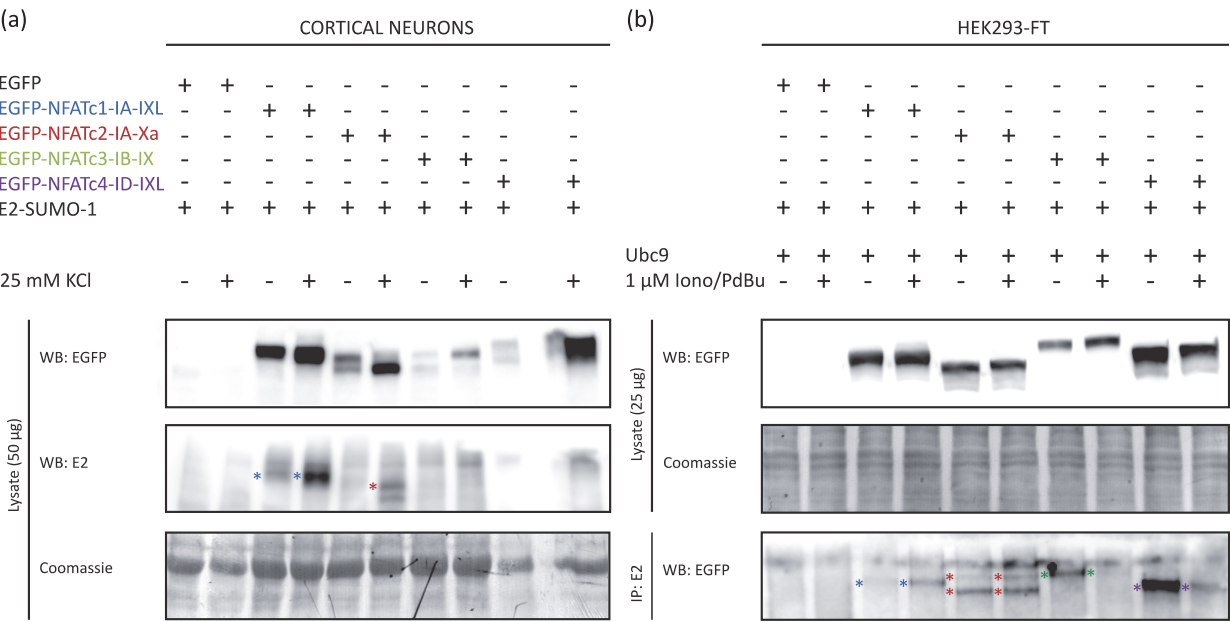 (a)
CORTICAL NEURONS
EGFP + + - - - - - - - -
EGFP-NFATc1-IA-IXL - - + + - - - - - -
EGFP-NFATc2-IA-Xa - - - - + + - - - -
EGFP-NFATc3-IB-IX - - - - - - + + - -
EGFP-NFATc4-ID-IXL - - - - - - - - + +
E2-SUMO-1 + + + + + + + + + +
25 mM KCl - + - + - + - + - +
Lysate (50 µg)
WB: EGFP
WB: E2
* * *
Coomassie
(b)
HEK293-FT
+ + - - - - - - - -
- - + + - - - - - -
- - - - + + - - - -
- - - - - - + + - -
- - - - - - - - + +
+ + + + + + + + + +
Ubc9 + + + + + + + + + +
1 µM Iono/PdBu - + - + - + - + - +
Lysate (25 µg)
WB: EGFP
Coomassie
IP: E2
WB: EGFP
* * * * * * * * * *